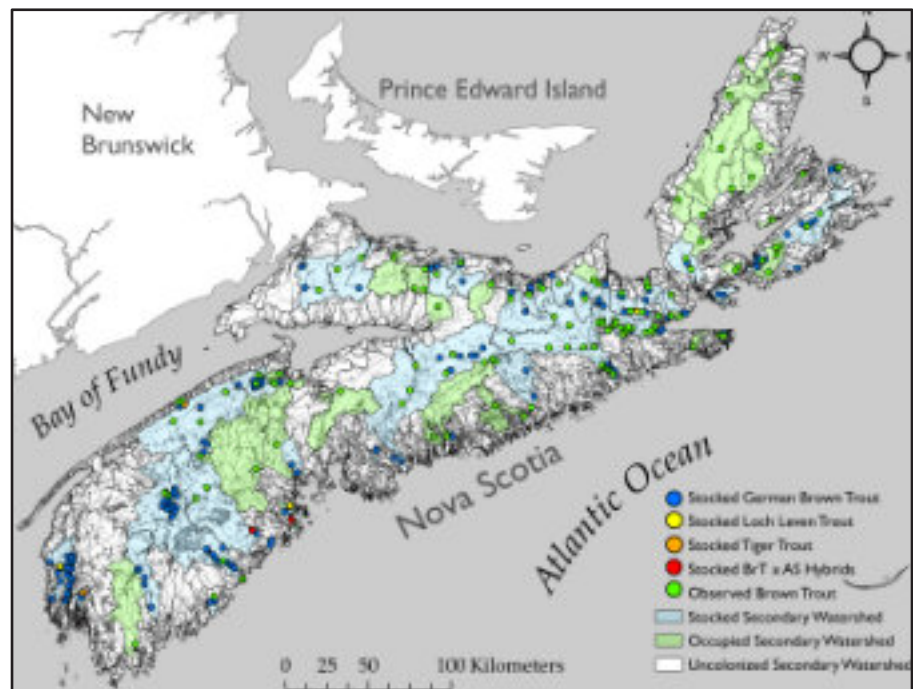 New
Brunswick
Prince Edward Island
N
W
E
S
Bay of Fundy
Nova Scotia
Atlantic Ocean
Stocked German Brown Trout
Stocked Loch Leven Trout
Stocked Tiger Trout
Stocked BrT x AS Hybrids
Observed Brown Trout
Stocked Secondary Watershed
Occupied Secondary Watershed
Uncolonized Secondary Watershed
0 25 50 100 Kilometers